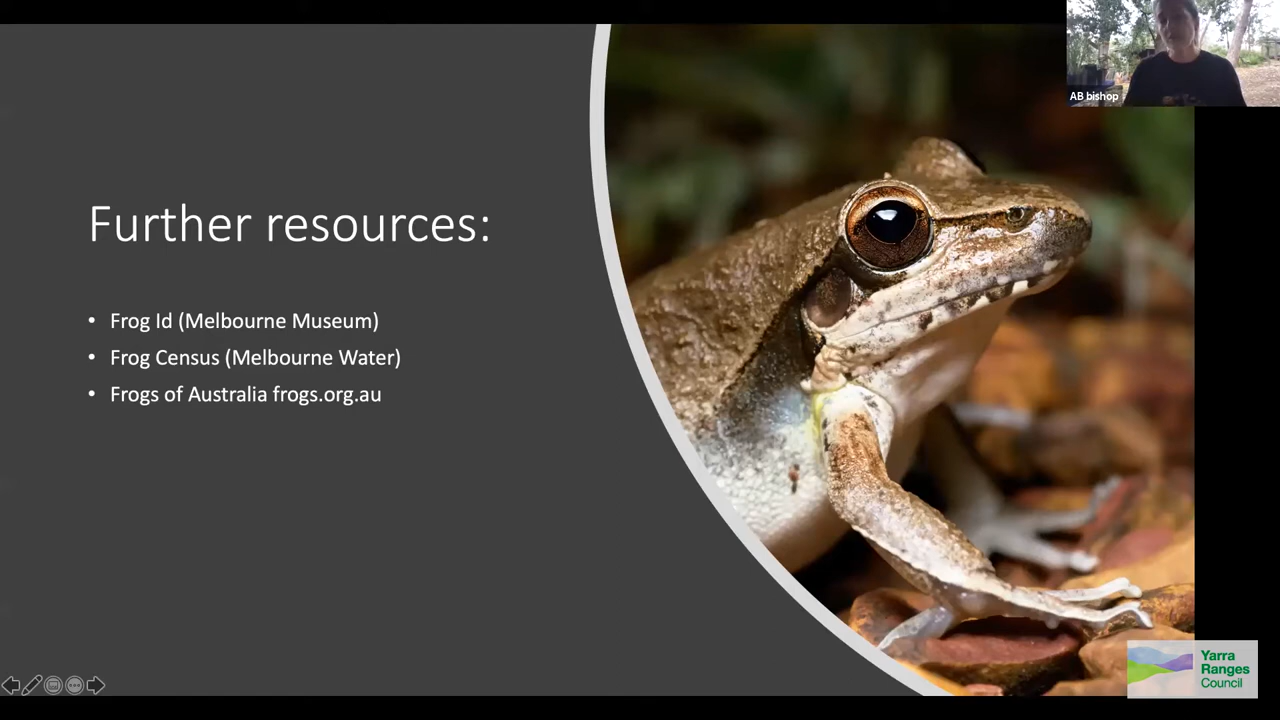 AB bishop
Further resources:
• Frog Id (Melbourne Museum)
• Frog Census (Melbourne Water)
• Frogs of Australia frogs.org.au
Yarra
Ranges
Council